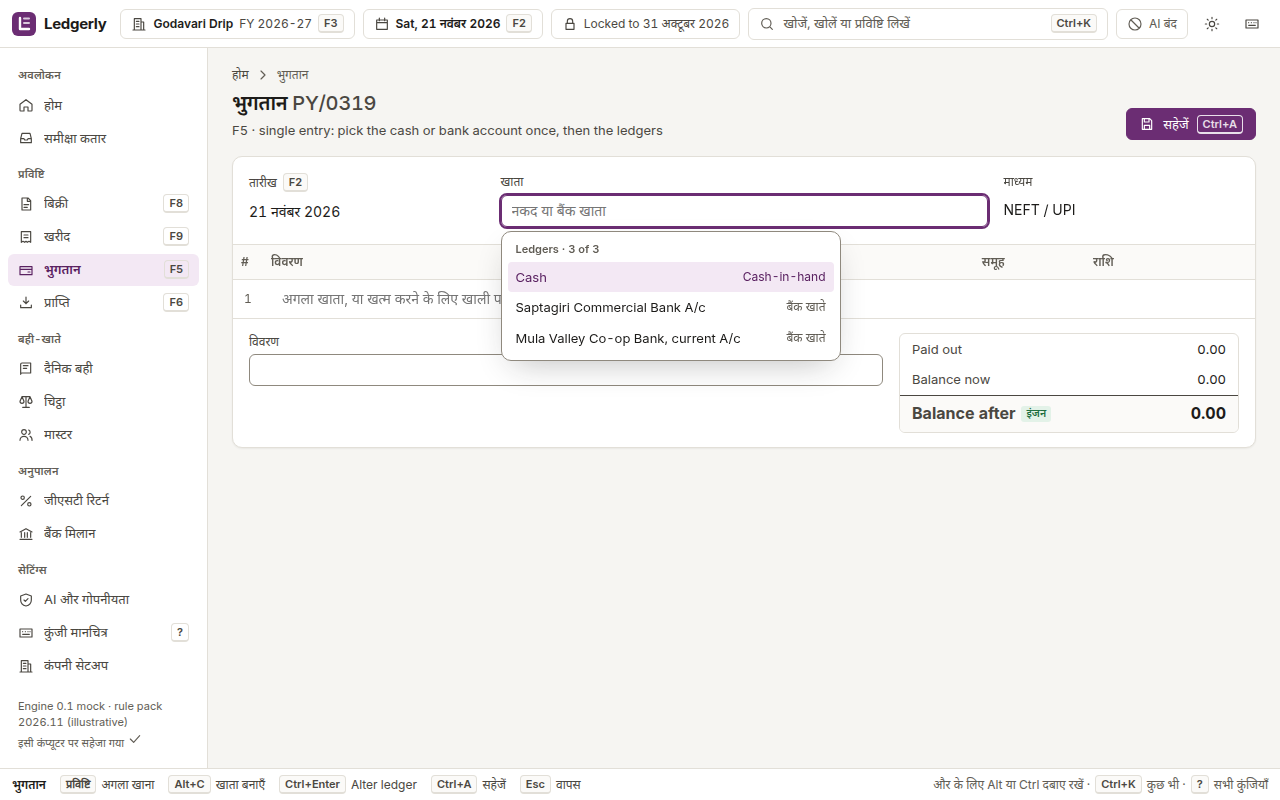 Ledgerly
Godavari Drip FY 2026-27 F3
Sat, 21 नवंबर 2026 F2
Locked to 31 अक्टूबर 2026
खोजें, खोलें या प्रविष्टि लिखें Ctrl+K
AI बंद
अवलोकन
होम
समीक्षा कतार
प्रविष्टि
बिक्री F8
खरीद F9
भुगतान F5
प्राप्ति F6
बही-खाते
दैनिक बही
चिट्ठा
मास्टर
अनुपालन
जीएसटी रिटर्न
बैंक मिलान
सेटिंग्स
AI और गोपनीयता
कुंजी मानचित्र ?
कंपनी सेटअप
Engine 0.1 mock · rule pack
2026.11 (illustrative)
इसी कंप्यूटर पर सहेजा गया
होम भुगतान
भुगतान PY/0319
F5 · single entry: pick the cash or bank account once, then the ledgers
सहेजें Ctrl+A
तारीख F2
21 नवंबर 2026
खाता
नकद या बैंक खाता
माध्यम
NEFT / UPI
Ledgers · 3 of 3
Cash Cash-in-hand
Saptagiri Commercial Bank A/c बैंक खाते
Mula Valley Co-op Bank, current A/c बैंक खाते
# विवरण समूह राशि
1 अगला खाता, या खत्म करने के लिए खाली
विवरण
Paid out 0.00
Balance now 0.00
Balance after इंजन 0.00
भुगतान प्रविष्टि अगला खाना Alt+C खाता बनाएँ Ctrl+Enter Alter ledger Ctrl+A सहेजें Esc वापस
और के लिए Alt या Ctrl दबाए रखें · Ctrl+K कुछ भी · ? सभी कुंजियाँ